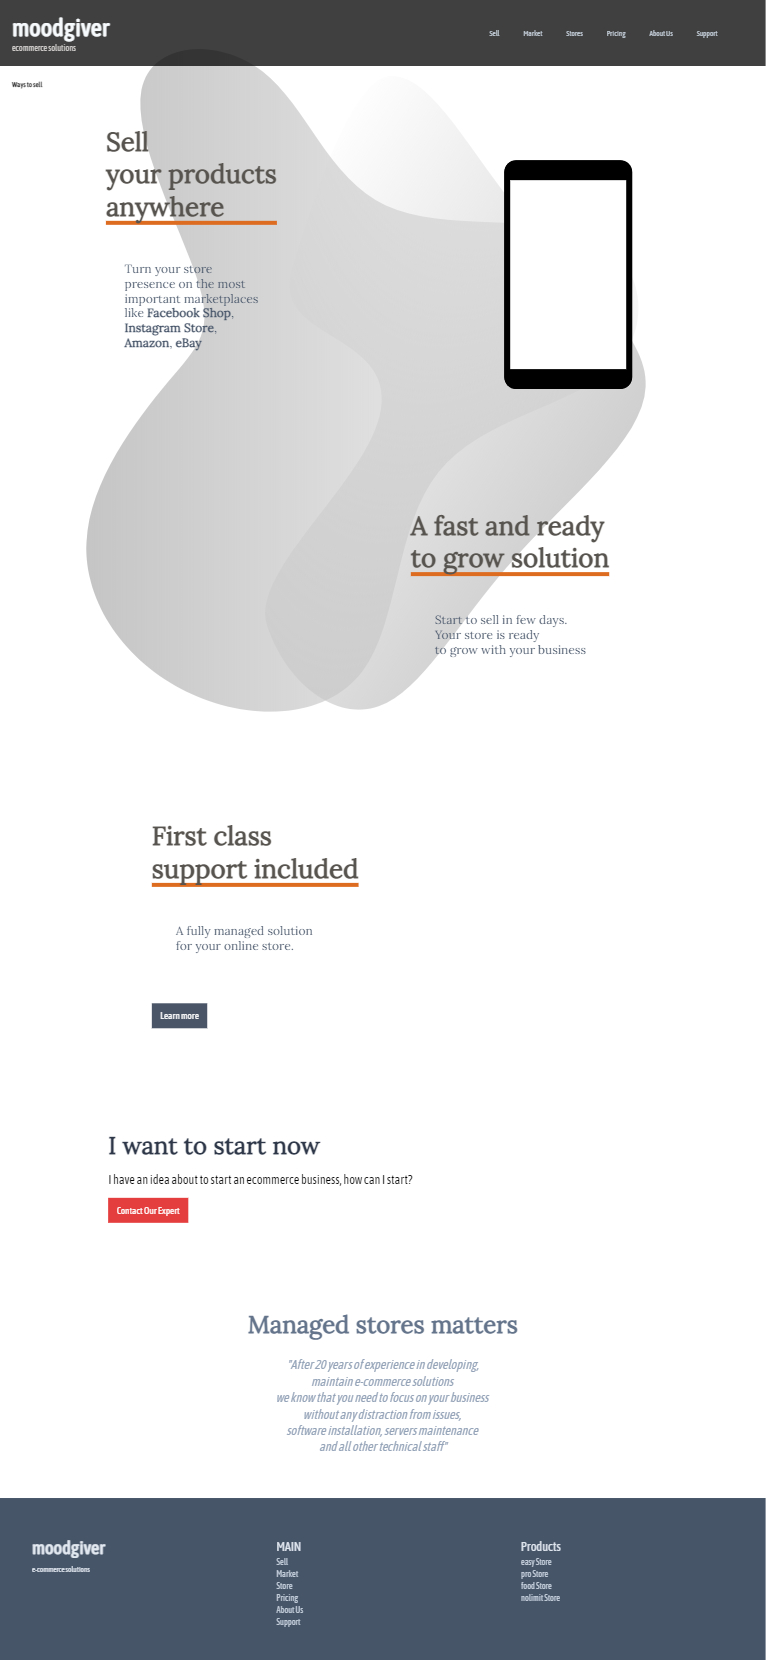 moodgiver
ecommerce solutions
Sell Market Stores Pricing About Us Support
Ways to sell
Sell
your products
anywhere
Turn your store
presence on the most
important marketplaces
like Facebook Shop,
Instagram Store,
Amazon, eBay
A fast and ready
to grow solution
Start to sell in few days.
Your store is ready
to grow with your business
First class
support included
A fully managed solution
for your online store.
Learn more
I want to start now
I have an idea about to start an ecommerce business, how can I start?
Contact Our Expert
Managed stores matters
"After 20 years of experience in developing,
maintain e-commerce solutions
we know that you need to focus on your business
without any distraction from issues,
software installation, servers maintenance
and all other technical staff"
moodgiver
e-commerce solutions
MAIN
Sell
Market
Store
Pricing
About Us
Support
Products
easy Store
pro Store
food Store
nolimit Store